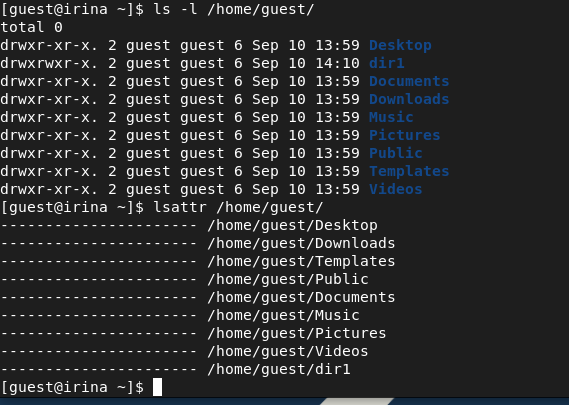 [guest@irina ~]$ ls -l /home/guest/
total 0
drwxr-xr-x. 2 guest guest 6 Sep 10 13:59 Desktop
drwxrwxr-x. 2 guest guest 6 Sep 10 14:10 dir1
drwxr-xr-x. 2 guest guest 6 Sep 10 13:59 Documents
drwxr-xr-x. 2 guest guest 6 Sep 10 13:59 Downloads
drwxr-xr-x. 2 guest guest 6 Sep 10 13:59 Music
drwxr-xr-x. 2 guest guest 6 Sep 10 13:59 Pictures
drwxr-xr-x. 2 guest guest 6 Sep 10 13:59 Public
drwxr-xr-x. 2 guest guest 6 Sep 10 13:59 Templates
drwxr-xr-x. 2 guest guest 6 Sep 10 13:59 Videos
[guest@irina ~]$ lsattr /home/guest/
---------------------- /home/guest/Desktop
---------------------- /home/guest/Downloads
---------------------- /home/guest/Templates
---------------------- /home/guest/Public
---------------------- /home/guest/Documents
---------------------- /home/guest/Music
---------------------- /home/guest/Pictures
---------------------- /home/guest/Videos
---------------------- /home/guest/dir1
[guest@irina ~]$